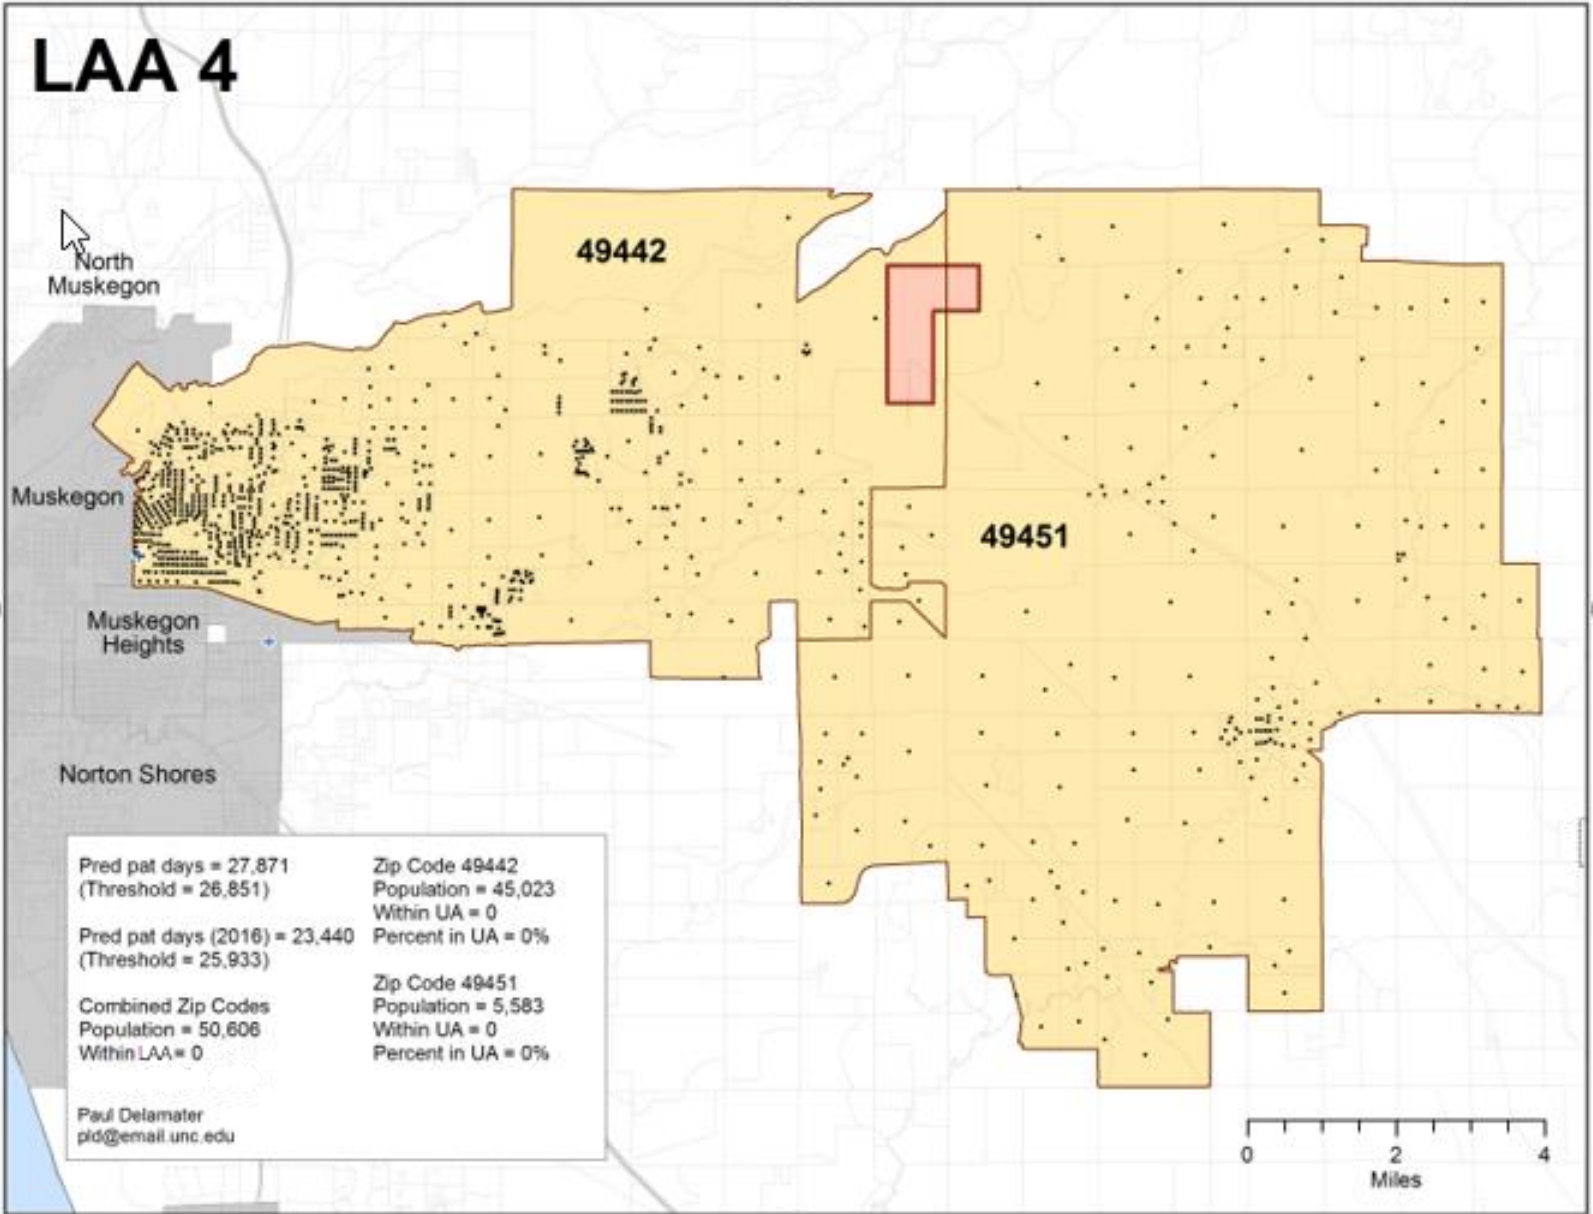 LAA 4
North
Muskegon
49442
Muskegon
49451
Muskegon
Heights
Norton Shores
Pred pat days = 27,871
(Threshold = 26,851)
Pred pat days (2016) = 23,440
(Threshold = 25,933)
Combined Zip Codes
Population = 50,606
Within LAA = 0
Paul Delamater
pld@email.unc.edu
Zip Code 49442
Population = 45,023
Within UA = 0
Percent in UA = 0%
Zip Code 49451
Population = 5,583
Within UA = 0
Percent in UA = 0%
0 2 4
Miles